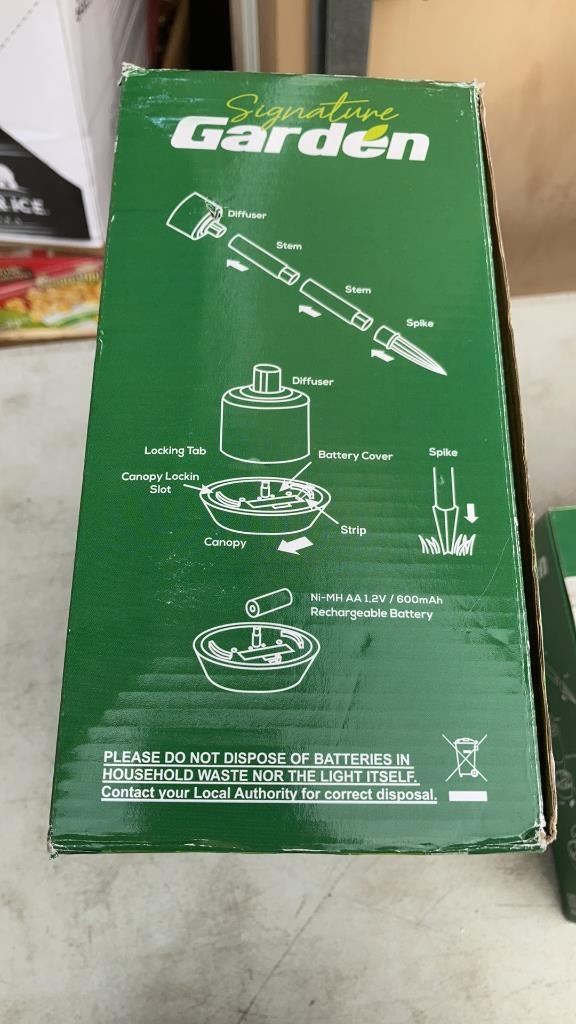 Signature
Garden
Diffuser
Stem
Stem
Spike
Diffuser
Locking Tab
Battery Cover
Spike
Canopy Lockin
Slot
Strip
Canopy
Ni-MH AA 1.2V / 600mAh
Rechargeable Battery
PLEASE DO NOT DISPOSE OF BATTERIES IN
HOUSEHOLD WASTE NOR THE LIGHT ITSELF.
Contact your Local Authority for correct disposal.
ICE